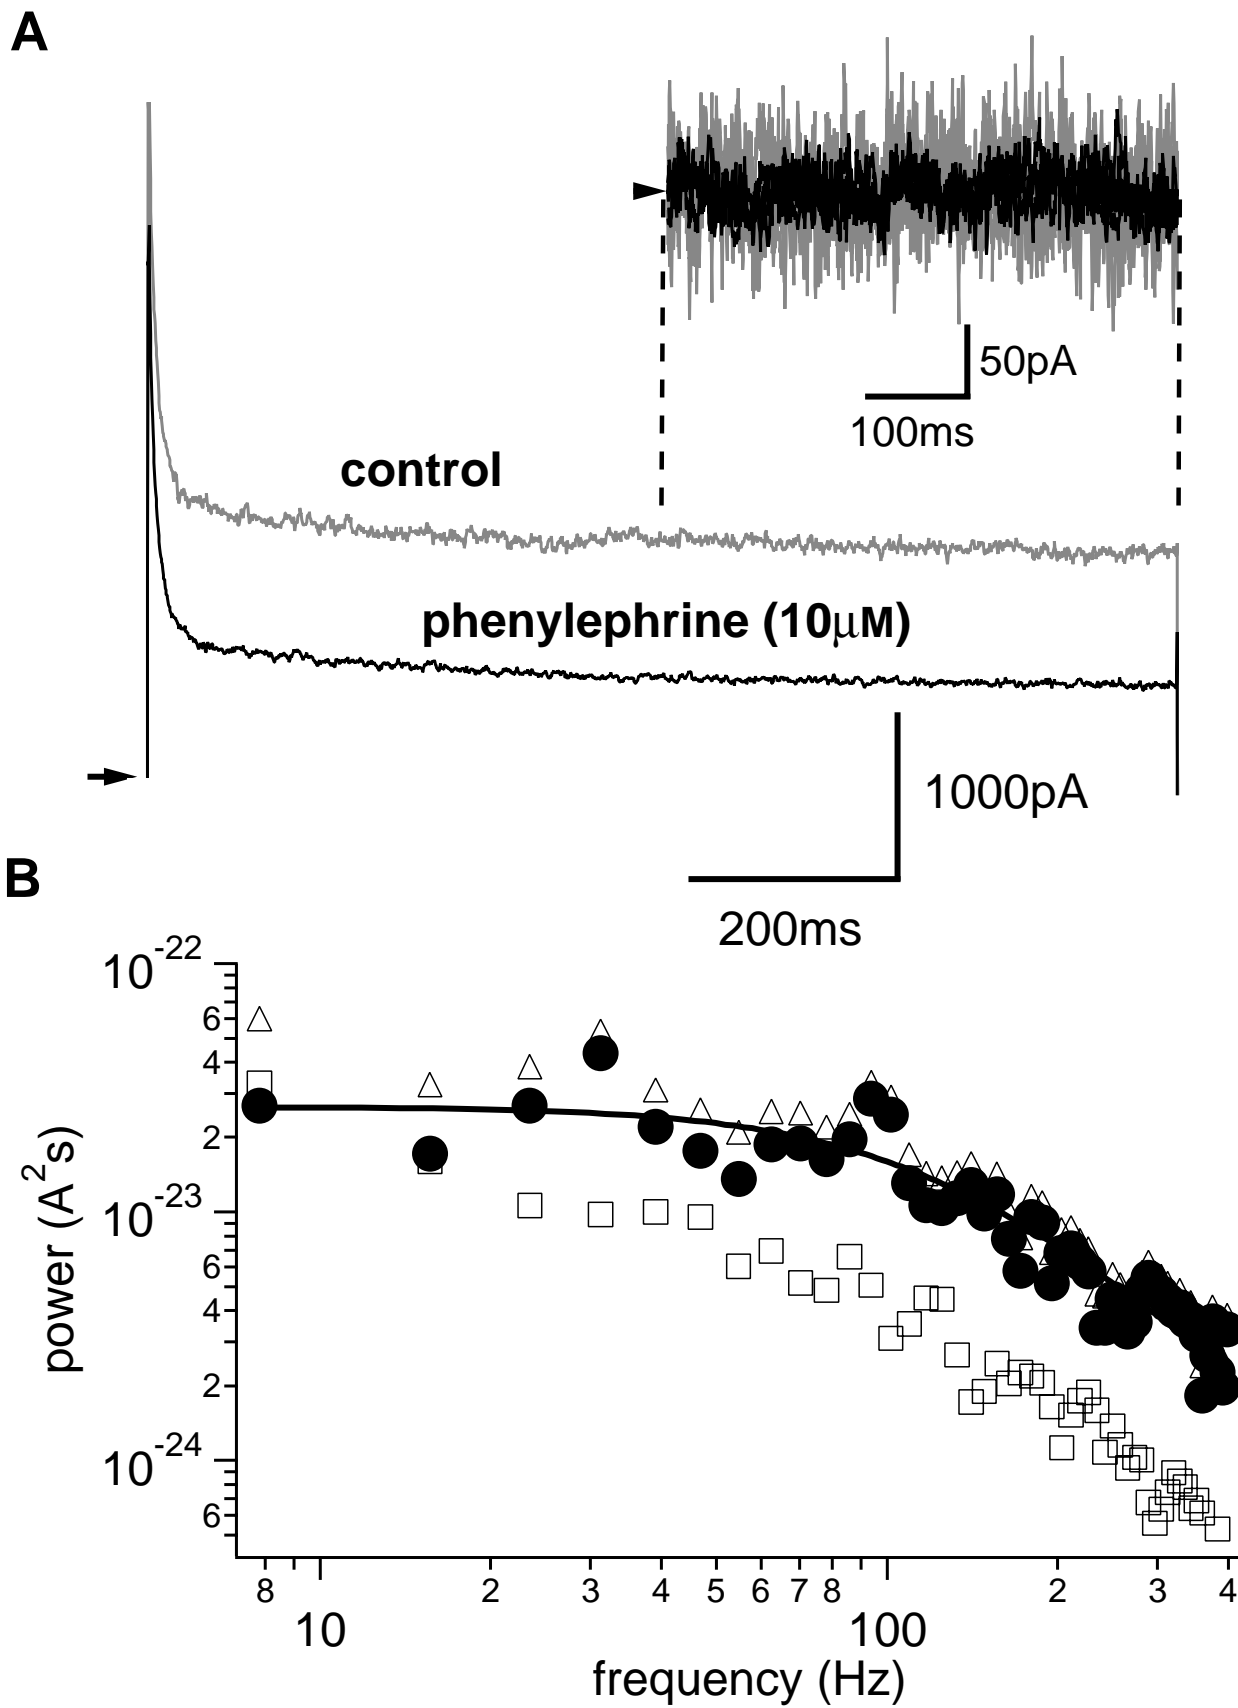 A
50pA
100ms
control
phenylephrine (10μM)
1000pA
200ms
B
10-22
6
4
2
10-23
6
4
2
10-24
6
power (A2s)
8 2 3 4 5 6 7 8 2 3 4
10 100
frequency (Hz)